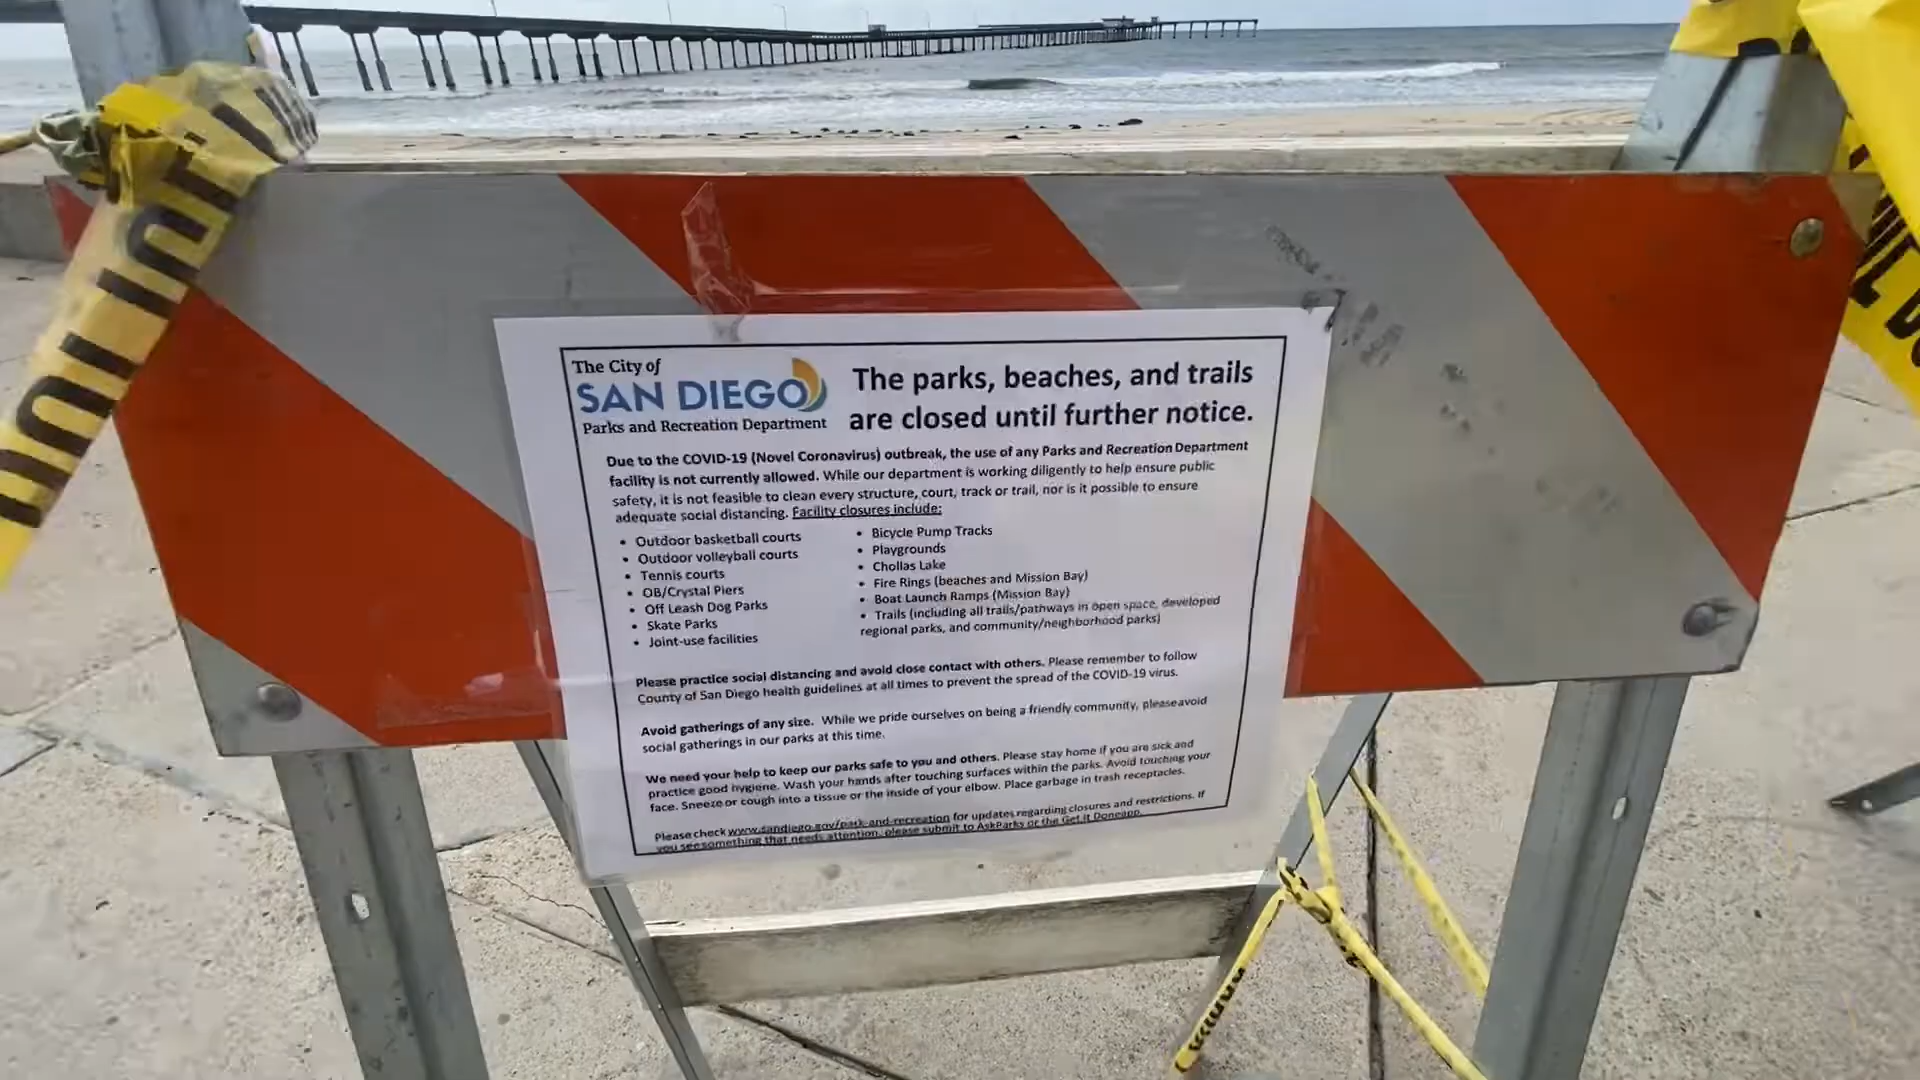 The City of
SAN DIEGO
Parks and Recreation Department
The parks, beaches, and trails
are closed until further notice.
Due to the COVID-19 (Novel Coronavirus) outbreak, the use of any Parks and Recreation Department
facility is not currently allowed. While our department is working diligently to help ensure public
safety, it is not feasible to clean every structure, court, track or trail, nor is it possible to ensure
adequate social distancing. Facility closures include:
• Outdoor basketball courts
• Outdoor volleyball courts
• Tennis courts
• OB/Crystal Piers
• Off Leash Dog Parks
• Skate Parks
• Joint-use facilities
• Bicycle Pump Tracks
• Playgrounds
• Chollas Lake
• Fire Rings (beaches and Mission Bay)
• Boat Launch Ramps (Mission Bay)
• Trails (including all trails/pathways in open space, developed
regional parks, and community/neighborhood parks)
Please practice social distancing and avoid close contact with others. Please remember to follow
County of San Diego health guidelines at all times to prevent the spread of the COVID-19 virus.
Avoid gatherings of any size. While we pride ourselves on being a friendly community, please avoid
social gatherings in our parks at this time.
We need your help to keep our parks safe to you and others. Please stay home if you are sick and
practice good hygiene. Wash your hands after touching surfaces within the parks. Avoid touching your
face. Sneeze or cough into a tissue or the inside of your elbow. Place garbage in trash receptacles.
Please check www.sandiego.gov/park-and-recreation for updates regarding closures and restrictions. If
you see something that needs attention, please submit to AskParks or the Get it Done app.